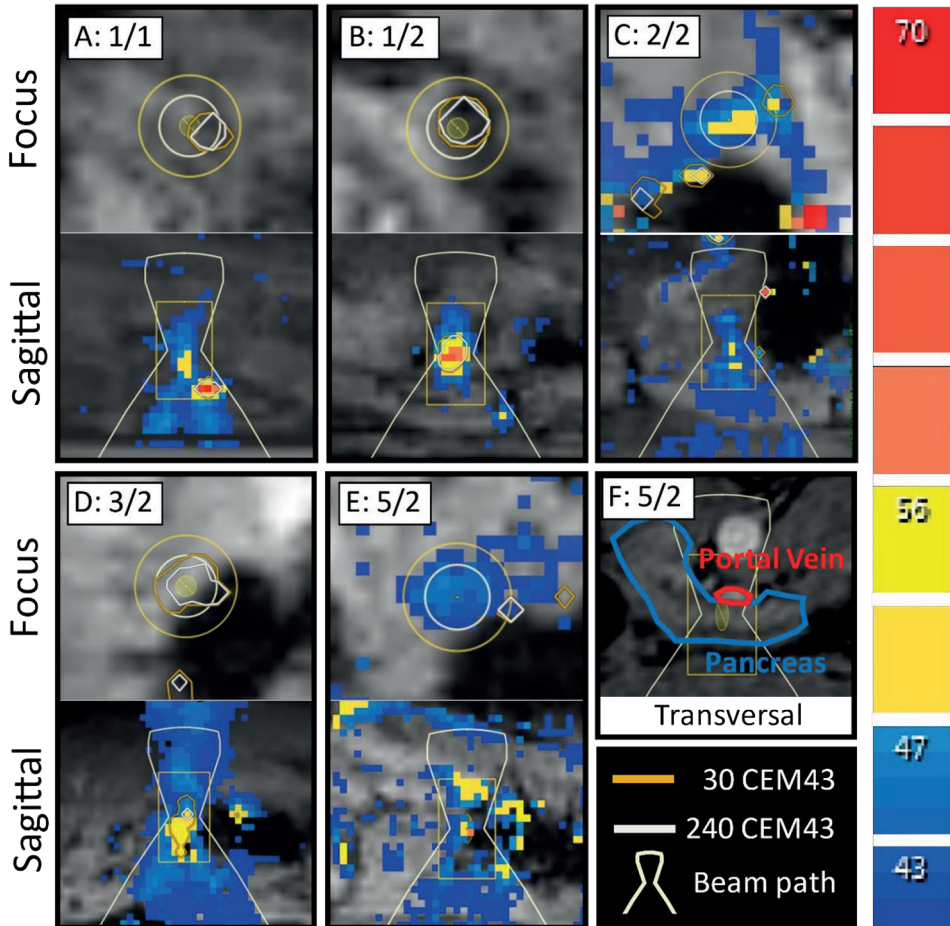 A: 1/1
B: 1/2
C: 2/2
70
Focus
Sagittal
D: 3/2
E: 5/2
F: 5/2
56
Focus
Portal Vein
Pancreas
Transversal
47
Sagittal
30 CEM43
240 CEM43
Beam path
43